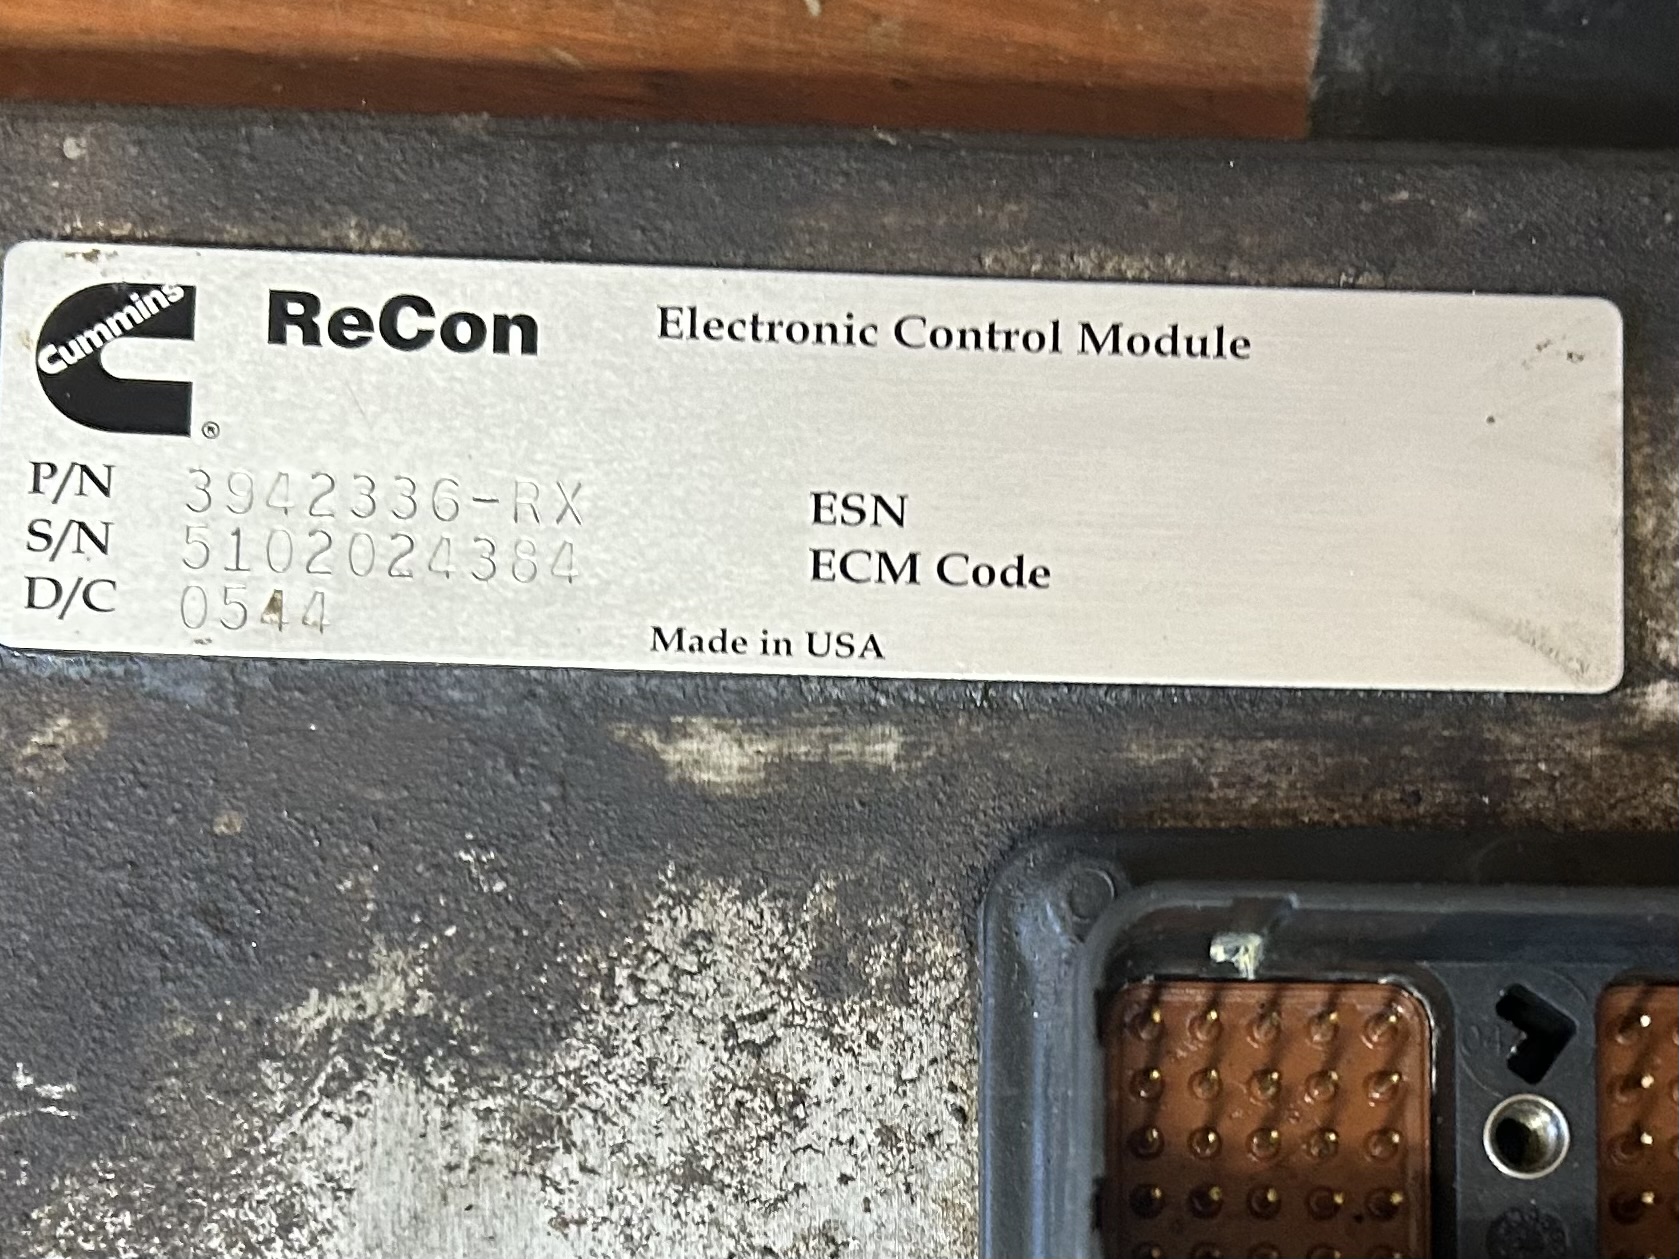 Cummins ®
ReCon
Electronic Control Module
P/N 3942336-RX
S/N 5102024384
D/C 0544
ESN
ECM Code
Made in USA